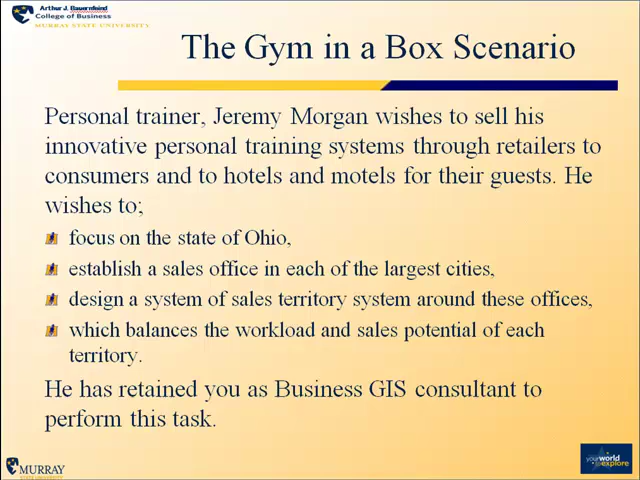 Arthur J. Bauernfeind
College of Business
MURRAY STATE UNIVERSITY
The Gym in a Box Scenario
Personal trainer, Jeremy Morgan wishes to sell his
innovative personal training systems through retailers to
consumers and to hotels and motels for their guests. He
wishes to;
focus on the state of Ohio,
establish a sales office in each of the largest cities,
design a system of sales territory system around these offices,
which balances the workload and sales potential of each
territory.
He has retained you as Business GIS consultant to
perform this task.
MURRAY
STATE UNIVERSITY
your world
to explore